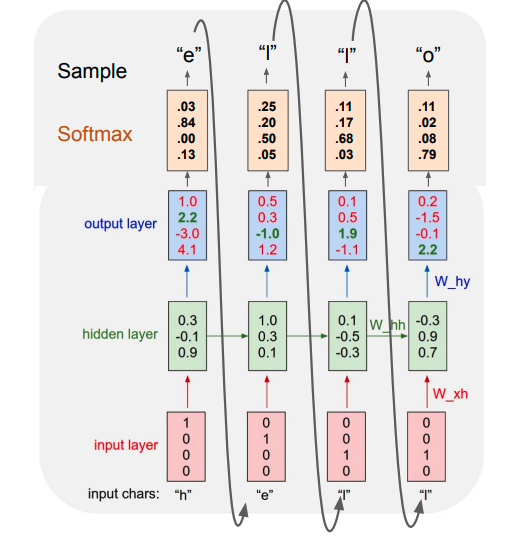 “e” “l” “l” “o”
Sample
.03 .25 .11 .11
.84 .20 .17 .02
Softmax
.00 .50 .68 .08
.13 .05 .03 .79
1.0 0.5 0.1 0.2
2.2 0.3 0.5 -1.5
output layer
-3.0 -1.0 1.9 -0.1
4.1 1.2 -1.1 2.2
W_hy
0.3 1.0 0.1 -0.3
W_hh
hidden layer
-0.1 0.3 -0.5 0.9
0.9 0.1 -0.3 0.7
W_xh
1 0 0 0
0 1 0 0
input layer
0 0 1 1
0 0 0 0
input chars: “h” “e” “l” “l”